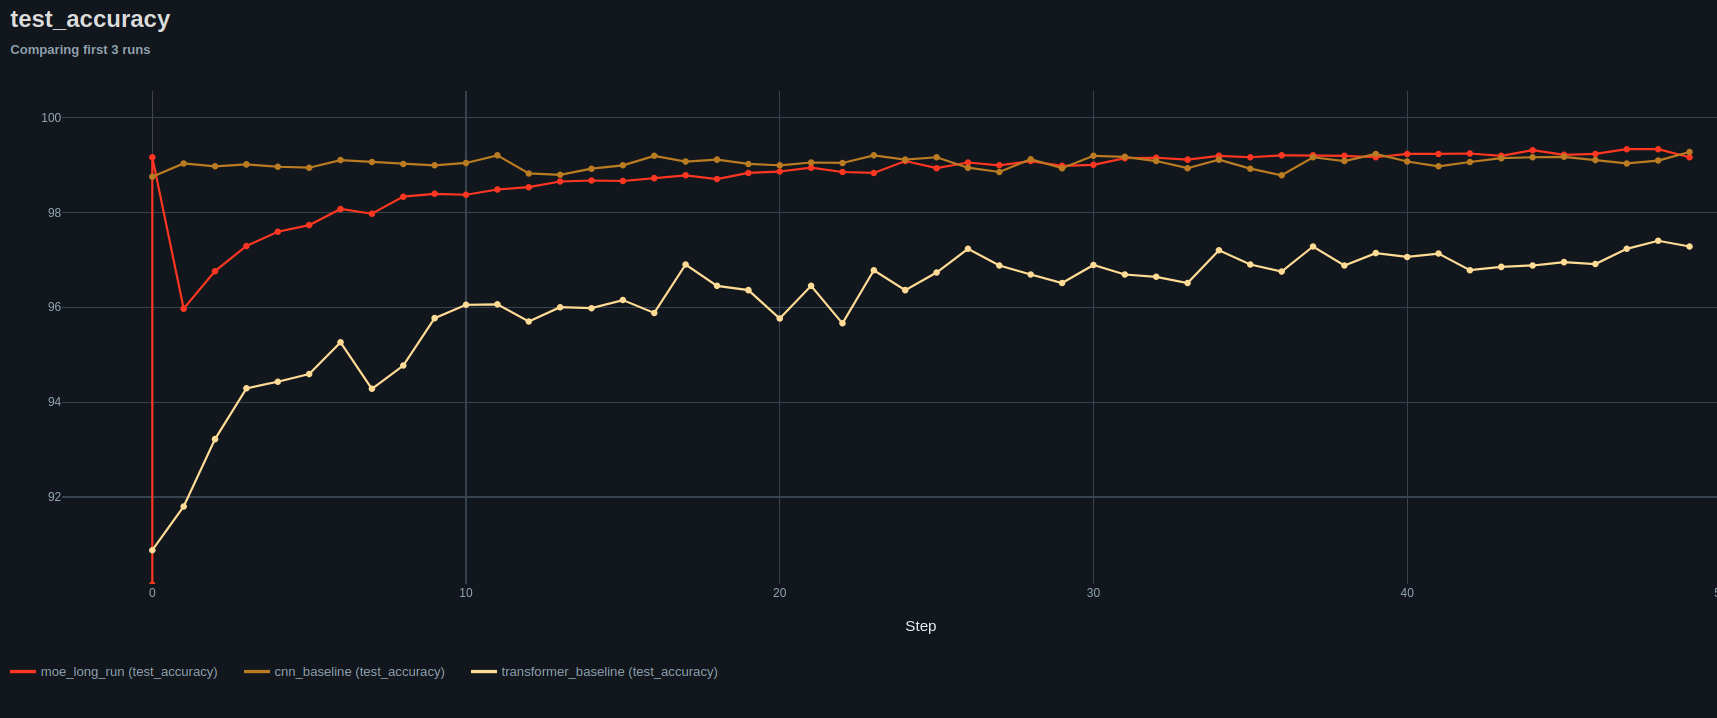 test_accuracy
Comparing first 3 runs
100
98
96
94
92
0 10 20 30 40
Step
moe_long_run (test_accuracy) cnn_baseline (test_accuracy) transformer_baseline (test_accuracy)